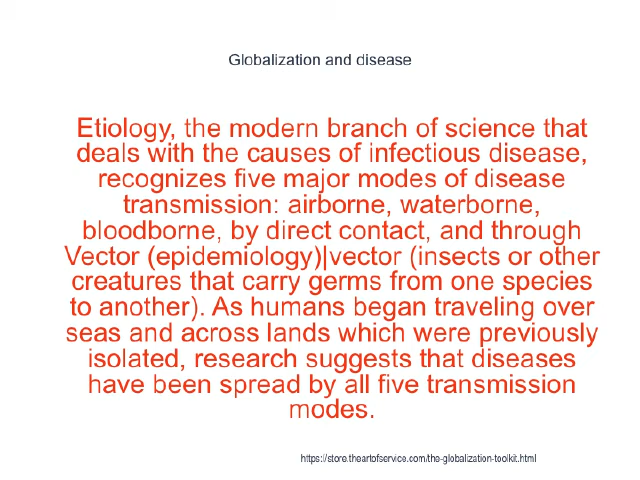 Globalization and disease
Etiology, the modern branch of science that
deals with the causes of infectious disease,
recognizes five major modes of disease
transmission: airborne, waterborne,
bloodborne, by direct contact, and through
Vector (epidemiology)|vector (insects or other
creatures that carry germs from one species
to another). As humans began traveling over
seas and across lands which were previously
isolated, research suggests that diseases
have been spread by all five transmission
modes.
https://store.theartofservice.com/the-globalization-toolkit.html